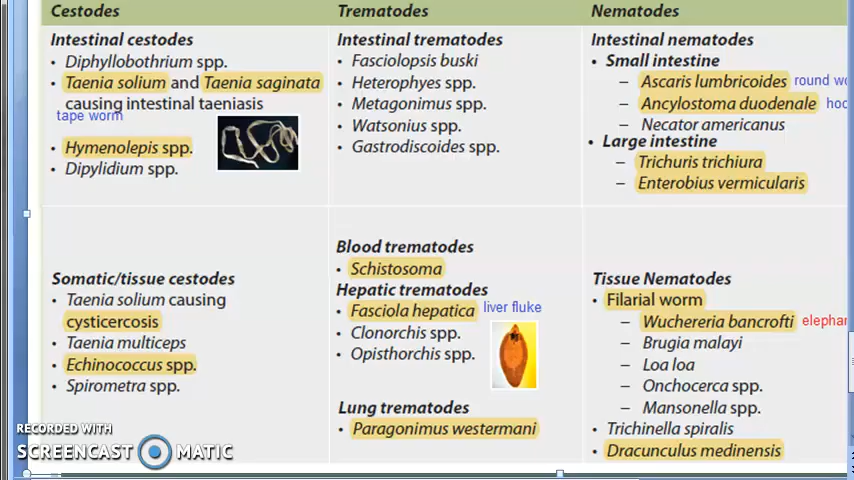 Cestodes
Trematodes
Nematodes
Intestinal cestodes
• Diphyllobothrium spp.
• Taenia solium and Taenia saginata
causing intestinal taeniasis
tape worm
• Hymenolepis spp.
• Dipylidium spp.
Intestinal trematodes
• Fasciolopsis buski
• Heterophyes spp.
• Metagonimus spp.
• Watsonius spp.
• Gastrodiscoides spp.
Intestinal nematodes
• Small intestine
– Ascaris lumbricoides round wo
– Ancylostoma duodenale hoo
– Necator americanus
• Large intestine
– Trichuris trichiura
– Enterobius vermicularis
Somatic/tissue cestodes
• Taenia solium causing
cysticercosis
• Taenia multiceps
• Echinococcus spp.
• Spirometra spp.
Blood trematodes
• Schistosoma
Hepatic trematodes
• Fasciola hepatica liver fluke
• Clonorchis spp.
• Opisthorchis spp.
Lung trematodes
• Paragonimus westermani
Tissue Nematodes
• Filarial worm
– Wuchereria bancrofti elephar
– Brugia malayi
– Loa loa
– Onchocerca spp.
– Mansonella spp.
• Trichinella spiralis
• Dracunculus medinensis
RECORDED WITH
SCREENCAST MATIC